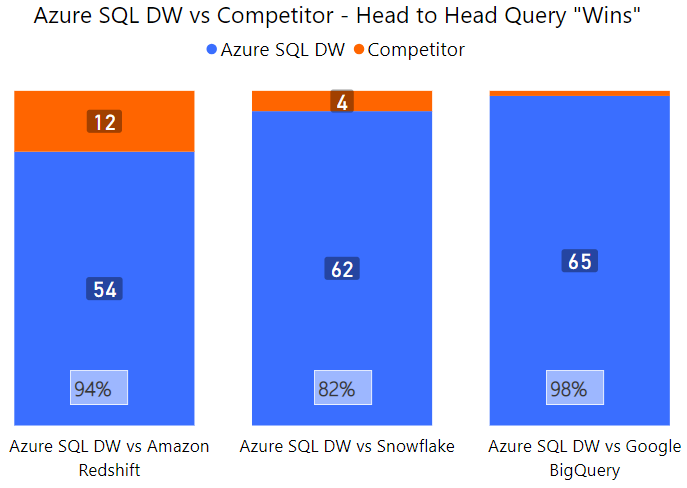 Azure SQL DW vs Competitor - Head to Head Query "Wins"
Azure SQL DW Competitor
12 4
54 62 65
94% 82% 98%
Azure SQL DW vs Amazon Redshift
Azure SQL DW vs Snowflake
Azure SQL DW vs Google BigQuery